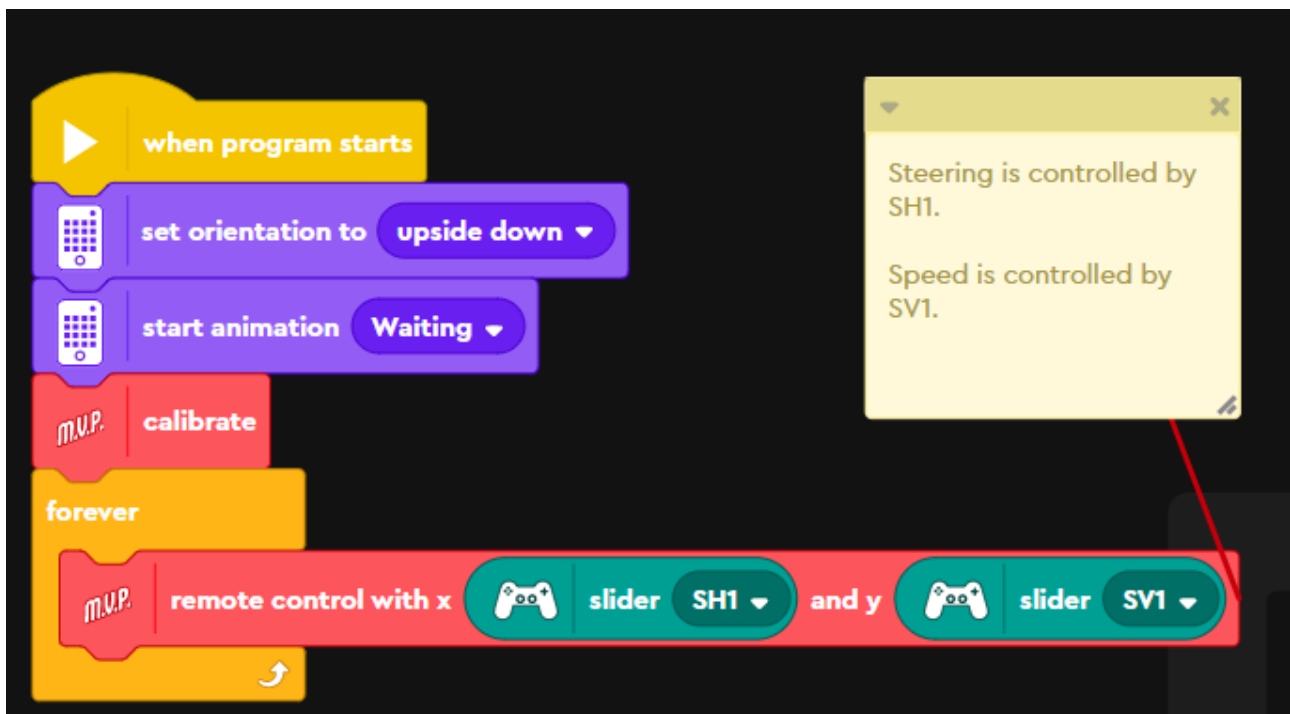 when program starts
set orientation to upside down
start animation Waiting
m.v.p. calibrate
forever
m.v.p. remote control with x slider SH1 and y slider SV1
Steering is controlled by
SH1.
Speed is controlled by
SV1.